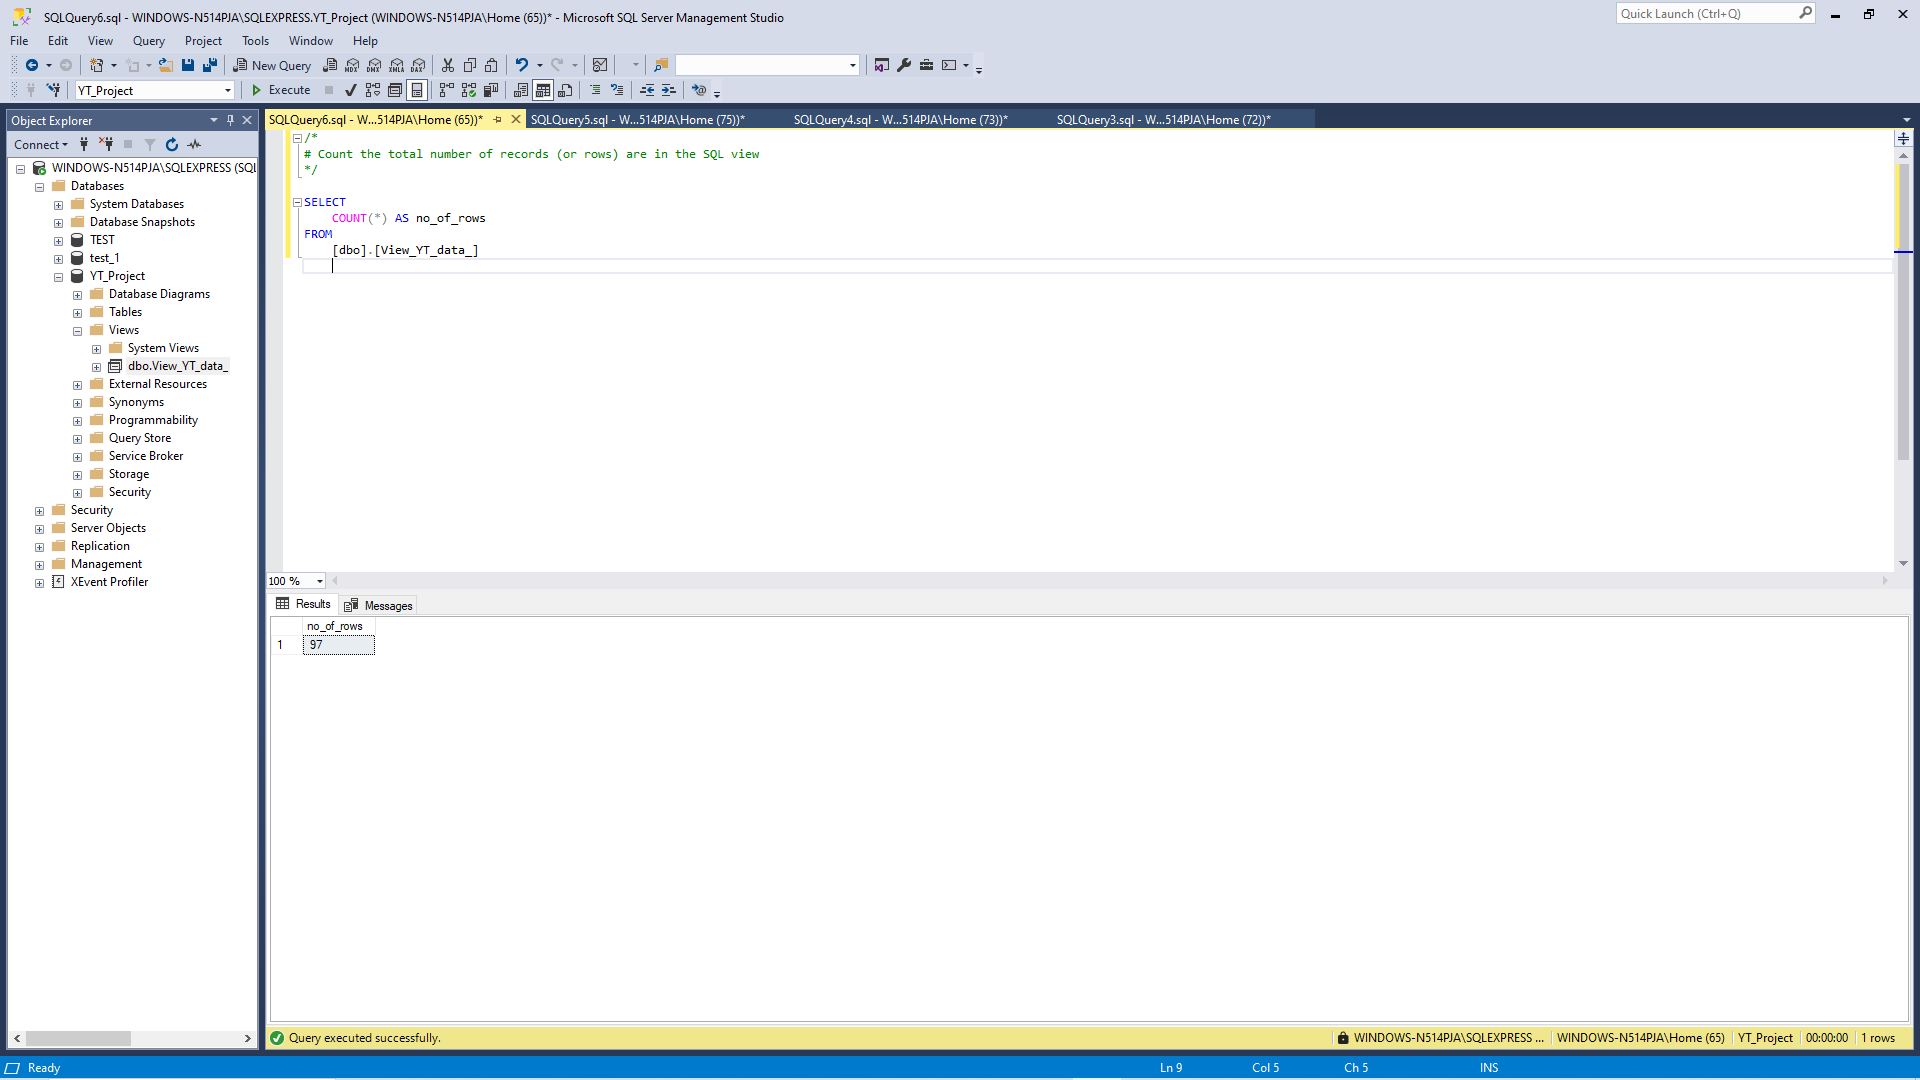 SQLQuery6.sql - WINDOWS-N514PJA\SQLEXPRESS.YT_Project (WINDOWS-N514PJA\Home (65))* - Microsoft SQL Server Management Studio
Quick Launch (Ctrl+Q)
File Edit View Query Project Tools Window Help
New Query
MDX DMX XMLA DAX
YT_Project
Execute
Object Explorer
SQLQuery6.sql - W...514PJA\Home (65))*
SQLQuery5.sql - W...514PJA\Home (75))*
SQLQuery4.sql - W...514PJA\Home (73))*
SQLQuery3.sql - W...514PJA\Home (72))*
Connect
WINDOWS-N514PJA\SQLEXPRESS (SQL
Databases
System Databases
Database Snapshots
TEST
test_1
YT_Project
Database Diagrams
Tables
Views
System Views
dbo.View_YT_data_
External Resources
Synonyms
Programmability
Query Store
Service Broker
Storage
Security
Security
Server Objects
Replication
Management
XEvent Profiler
/*
# Count the total number of records (or rows) are in the SQL view
*/
SELECT
COUNT(*) AS no_of_rows
FROM
[dbo].[View_YT_data_]
100 %
Results
Messages
no_of_rows
1 97
Query executed successfully.
WINDOWS-N514PJA\SQLEXPRESS ...
WINDOWS-N514PJA\Home (65)
YT_Project
00:00:00
1 rows
Ready
Ln 9
Col 5
Ch 5
INS